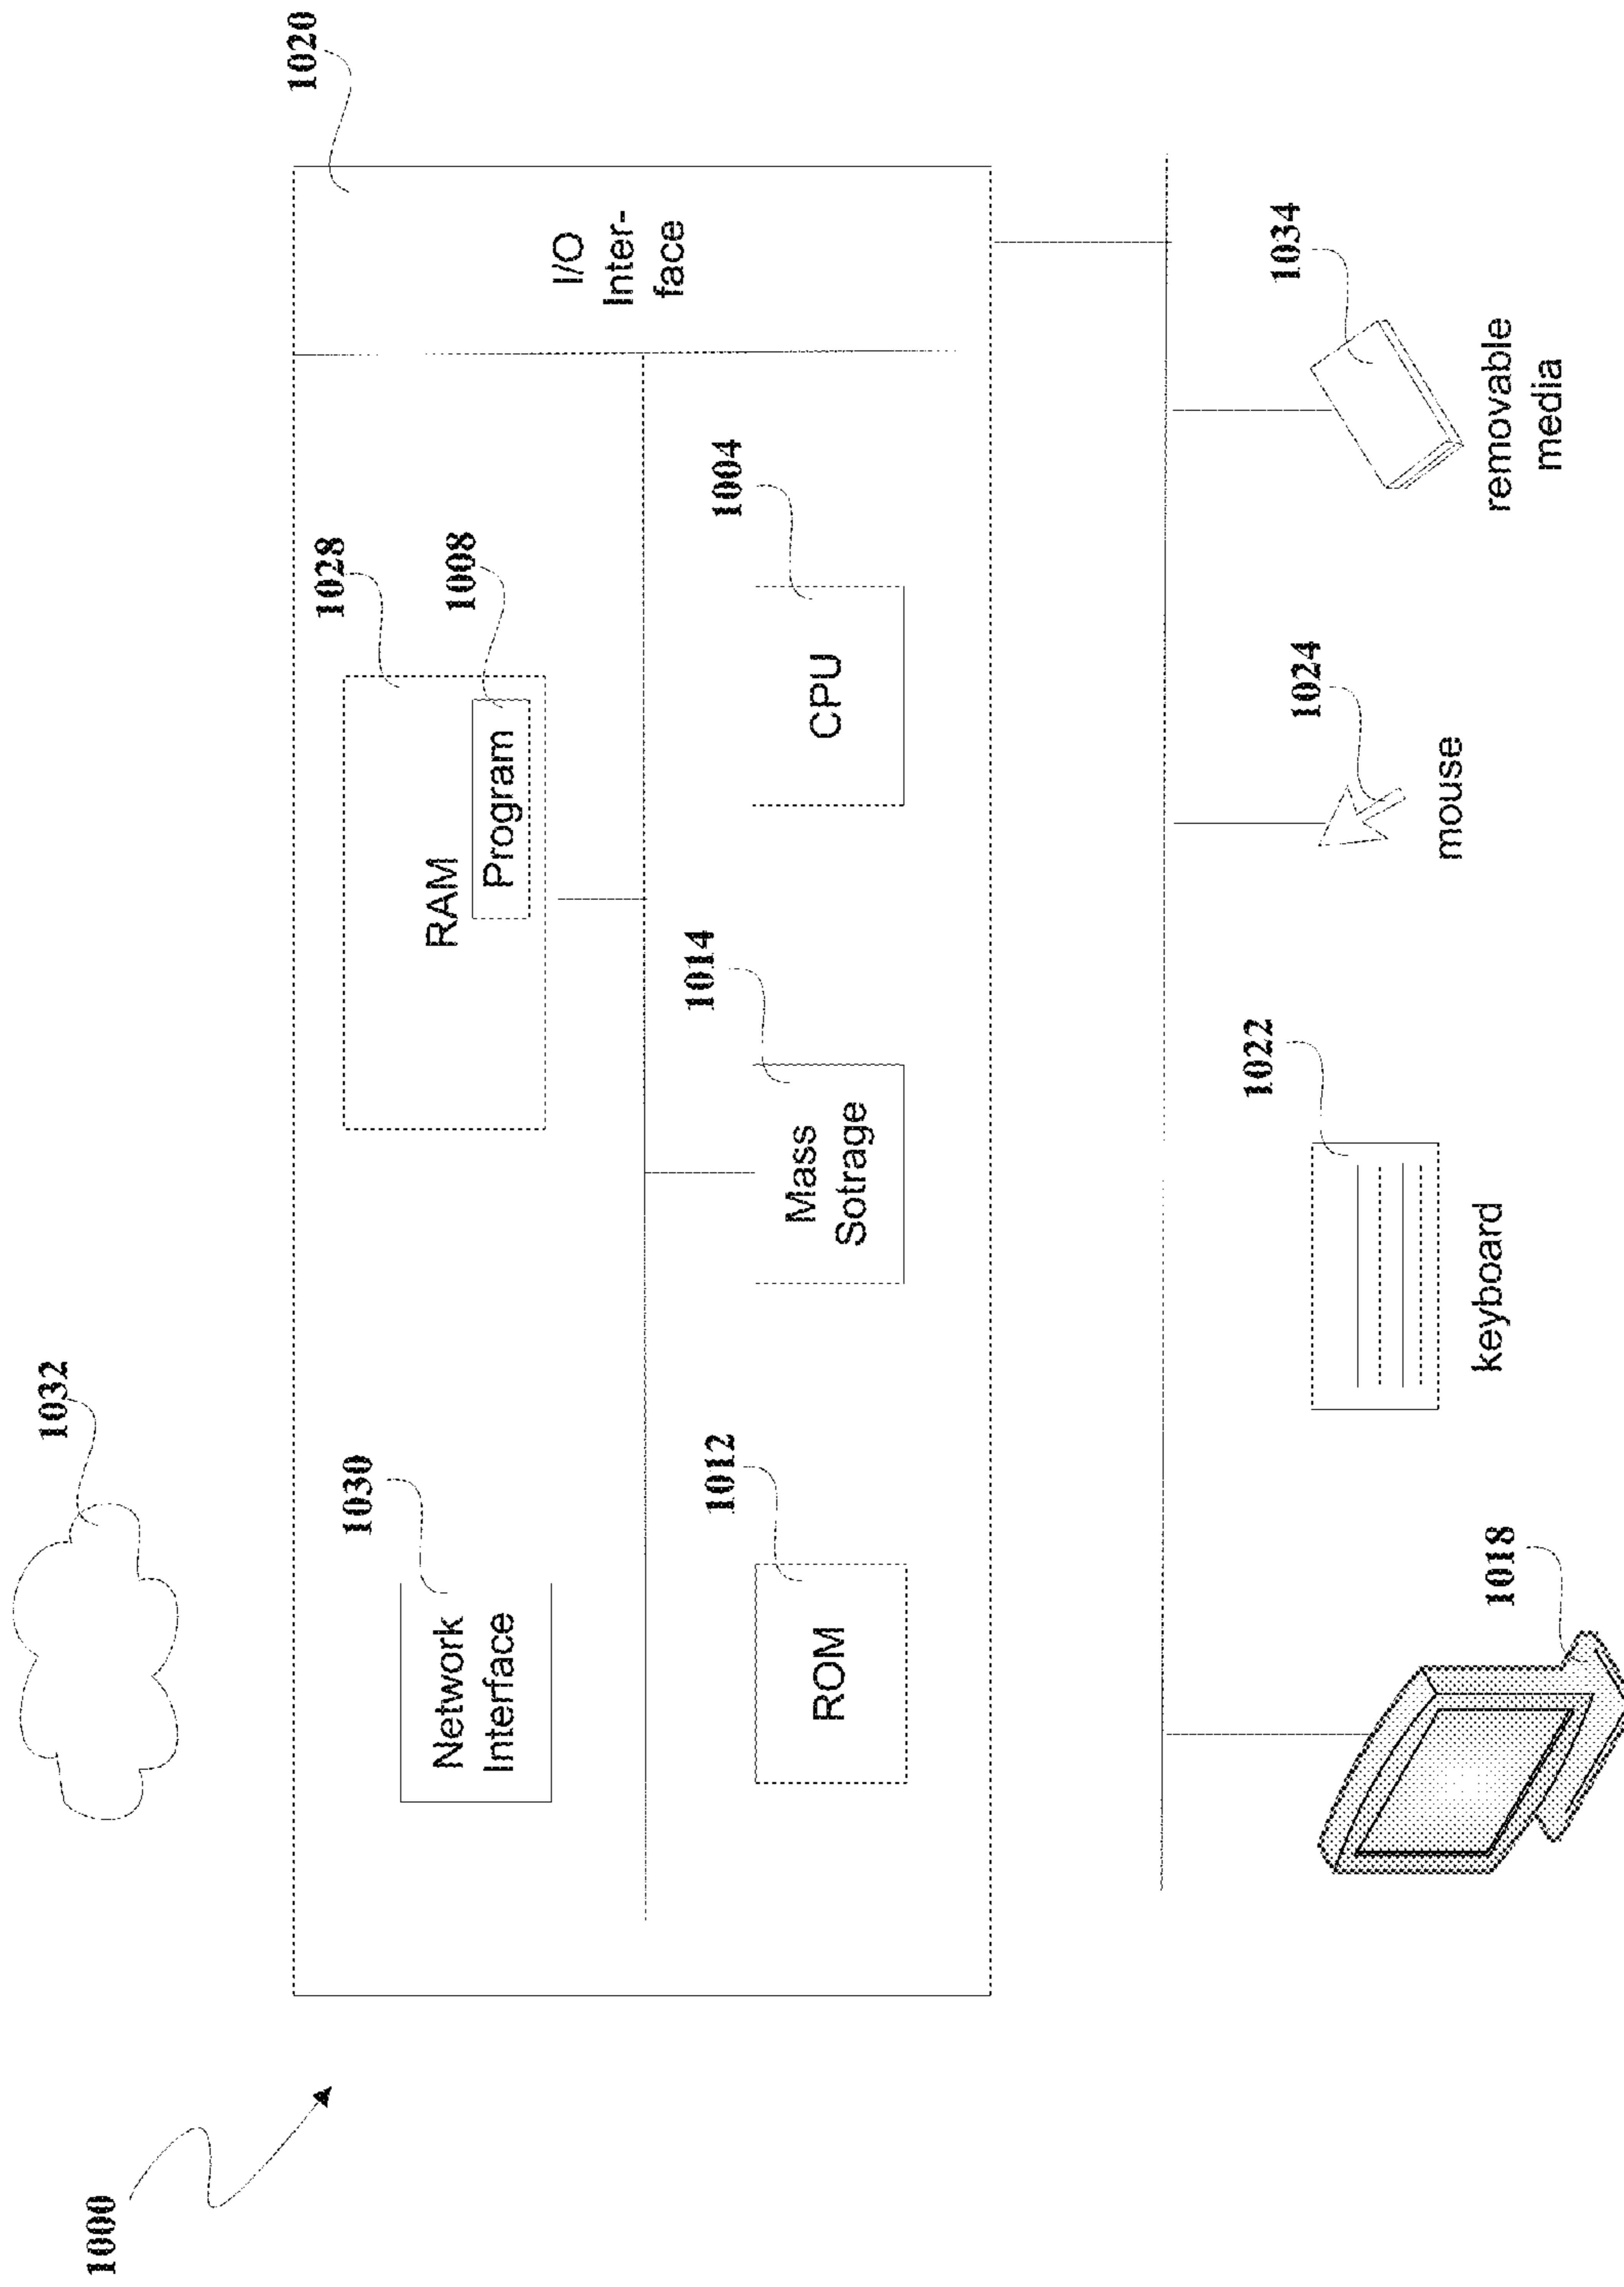 1000
1032
1020
1030
Network
Interface
1028
RAM
1008
Program
I/O
Inter-
face
1012
ROM
1014
Mass
Sotrage
1004
CPU
1018
1022
keyboard
1024
mouse
1034
removable
media